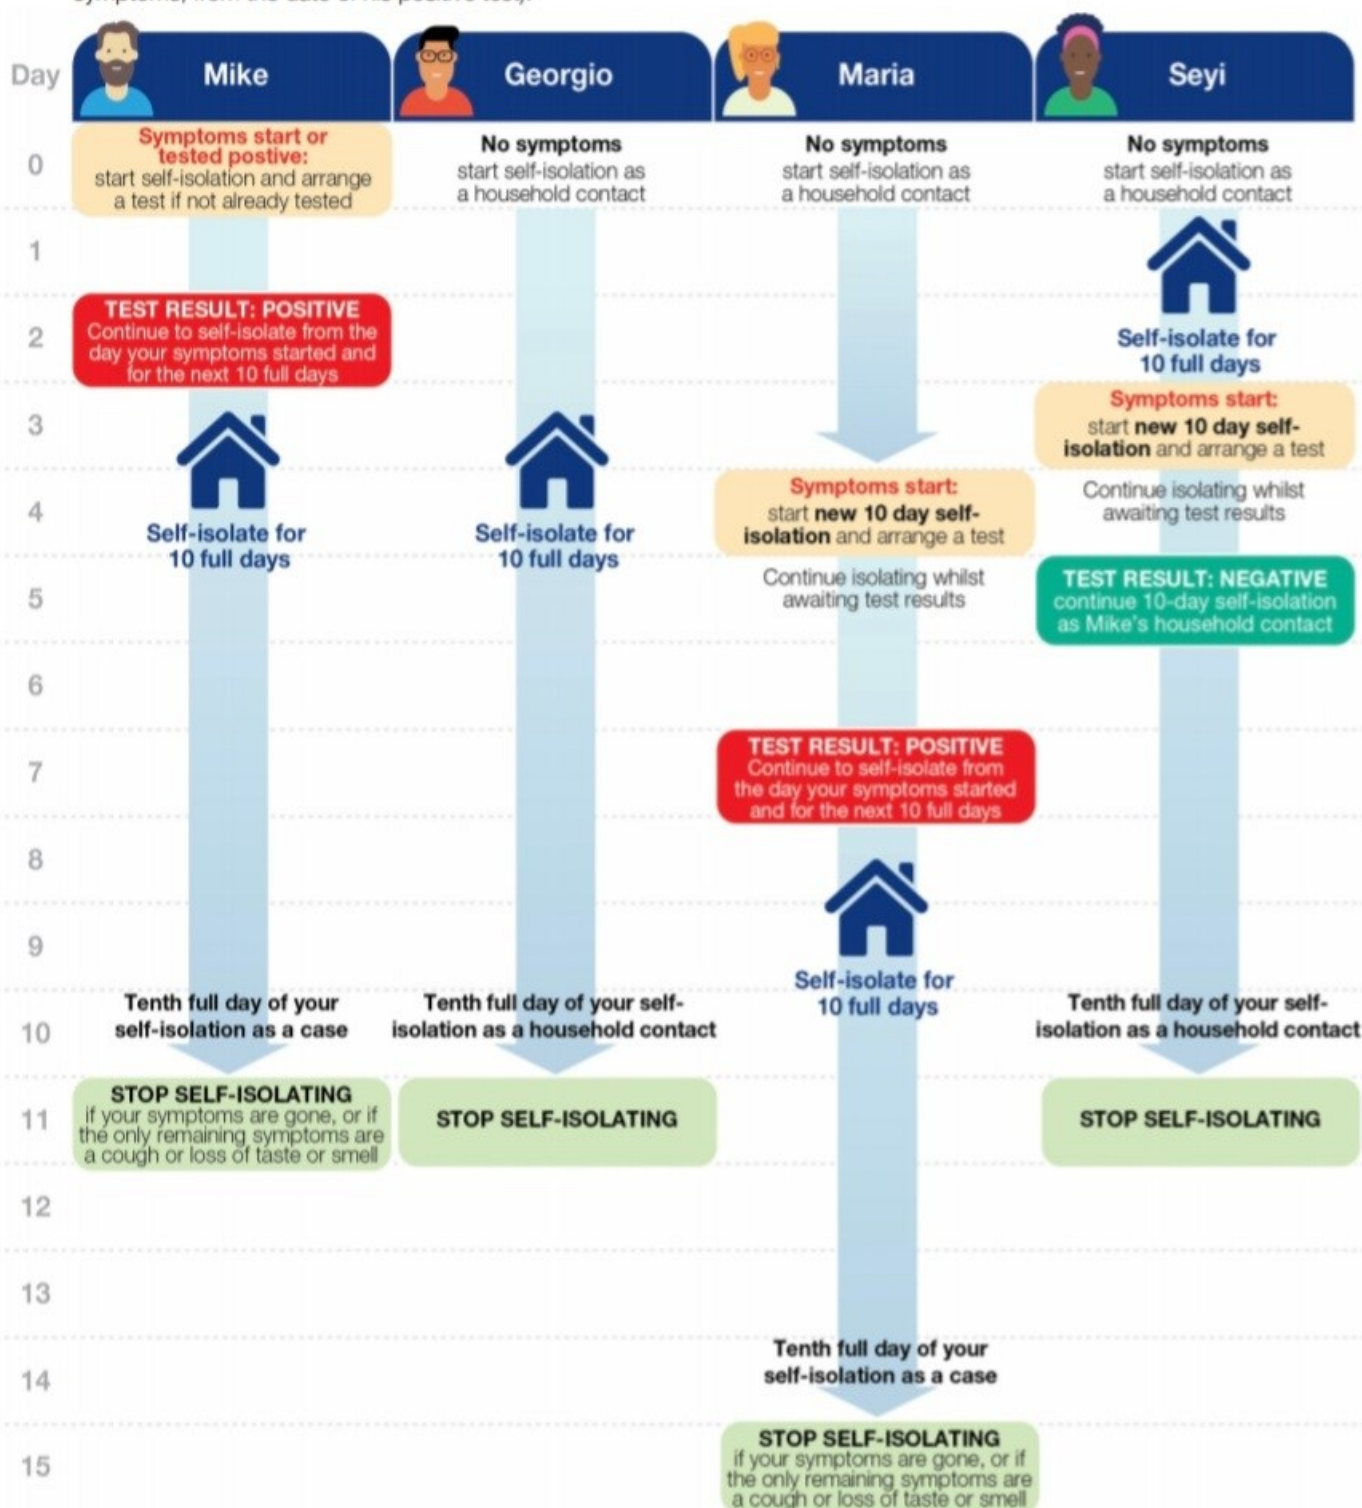 symptoms, from the date of his positive test).
Day
Mike
Georgio
Maria
Seyi
0
Symptoms start or
tested postive:
start self-isolation and arrange
a test if not already tested
No symptoms
start self-isolation as
a household contact
No symptoms
start self-isolation as
a household contact
No symptoms
start self-isolation as
a household contact
1
2
TEST RESULT: POSITIVE
Continue to self-isolate from the
day your symptoms started and
for the next 10 full days
Self-isolate for
10 full days
3
Symptoms start:
start new 10 day self-
isolation and arrange a test
4
Self-isolate for
10 full days
Self-isolate for
10 full days
Symptoms start:
start new 10 day self-
isolation and arrange a test
Continue isolating whilst
awaiting test results
5
Continue isolating whilst
awaiting test results
TEST RESULT: NEGATIVE
continue 10-day self-isolation
as Mike's household contact
6
7
TEST RESULT: POSITIVE
Continue to self-isolate from
the day your symptoms started
and for the next 10 full days
8
9
Self-isolate for
10 full days
10
Tenth full day of your
self-isolation as a case
Tenth full day of your self-
isolation as a household contact
Tenth full day of your self-
isolation as a household contact
11
STOP SELF-ISOLATING
if your symptoms are gone, or if
the only remaining symptoms are
a cough or loss of taste or smell
STOP SELF-ISOLATING
STOP SELF-ISOLATING
12
13
14
Tenth full day of your
self-isolation as a case
15
STOP SELF-ISOLATING
if your symptoms are gone, or if
the only remaining symptoms are
a cough or loss of taste or smell